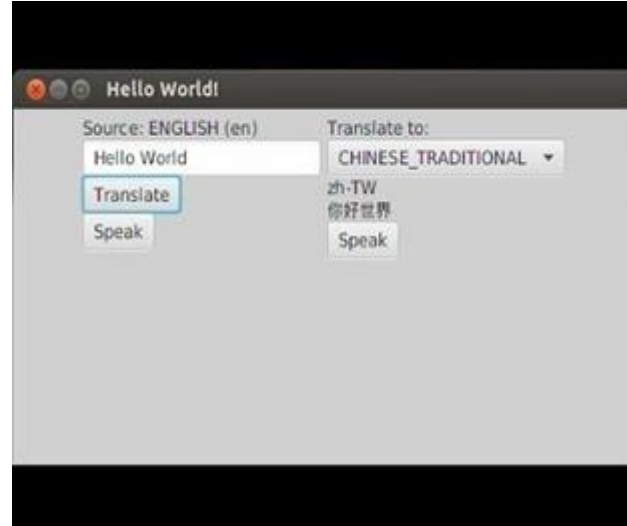 Hello World!
Source: ENGLISH (en)
Hello World
Translate
Speak
Translate to:
CHINESE_TRADITIONAL
zh-TW
你好世界
Speak